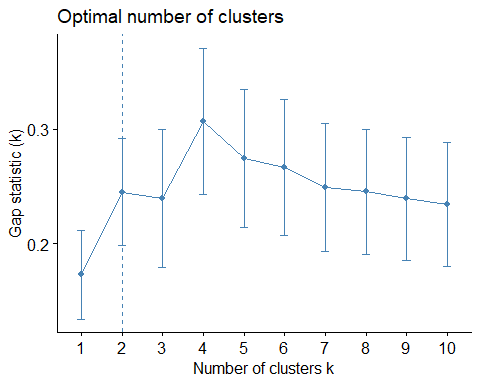 Optimal number of clusters
Gap statistic (k)
0.3
0.2
1 2 3 4 5 6 7 8 9 10
Number of clusters k